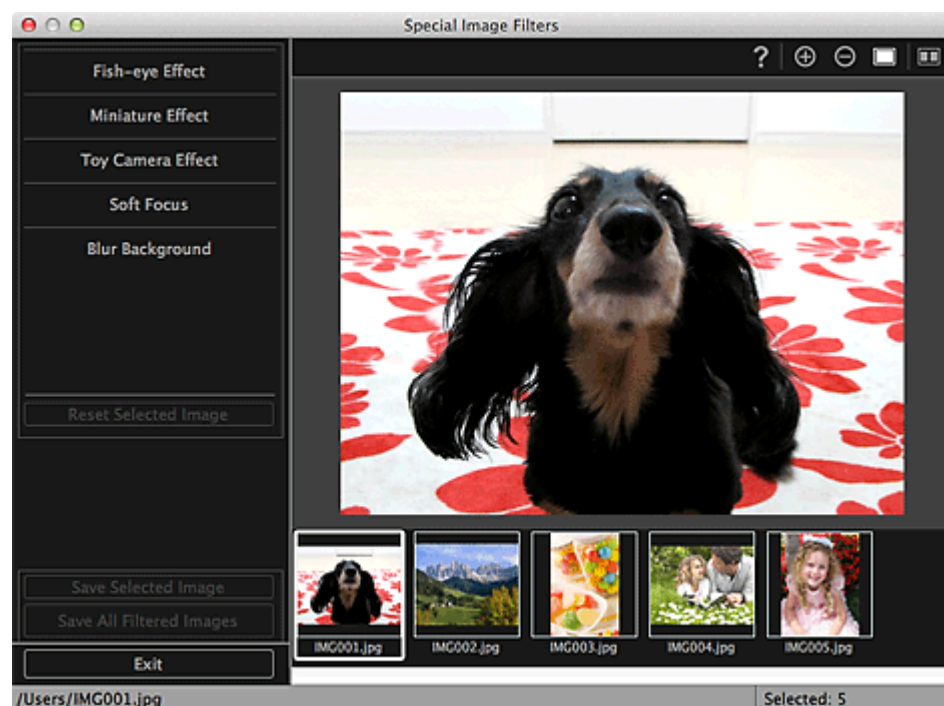 Special Image Filters
Fish-eye Effect
Miniature Effect
Toy Camera Effect
Soft Focus
Blur Background
Reset Selected Image
Save Selected Image
Save All Filtered Images
Exit
?
IMG001.jpg
IMG002.jpg
IMG003.jpg
IMG004.jpg
IMG005.jpg
/Users/IMG001.jpg
Selected: 5